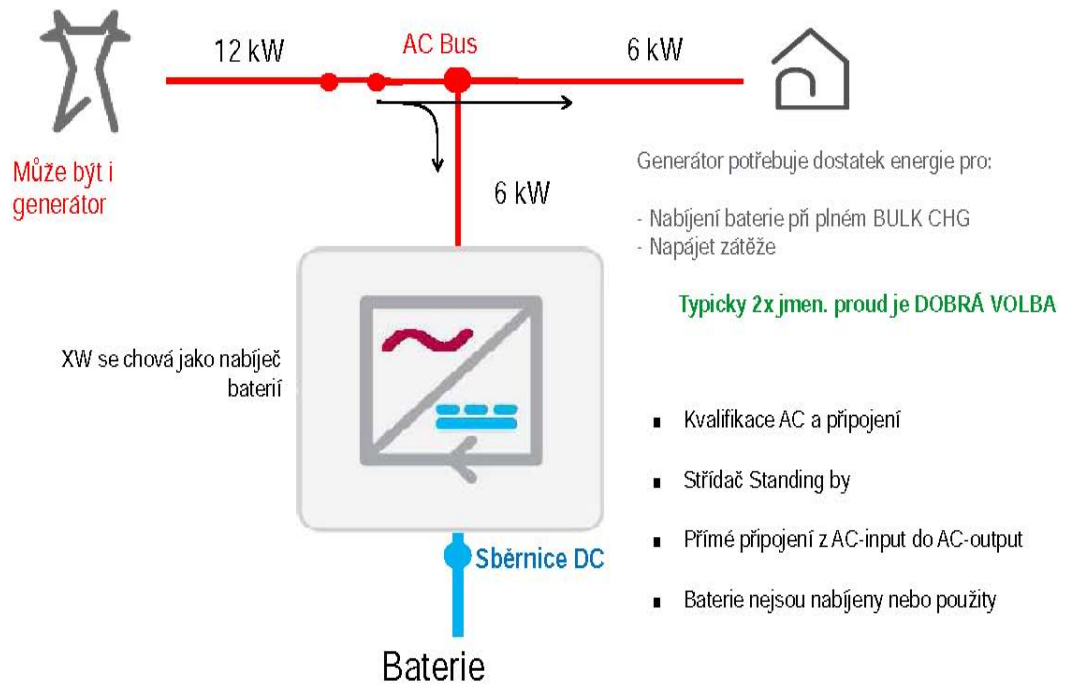 12 kW
AC Bus
6 kW
Může být i
generátor
6 kW
Generátor potřebuje dostatek energie pro:
- Nabíjení baterie při plném BULK CHG
- Napájet zátěže
Typicky 2x jmen. proud je DOBRÁ VOLBA
XW se chová jako nabíječ
baterií
▪ Kvalifikace AC a připojení
▪ Střídač Standing by
▪ Přímé připojení z AC-input do AC-output
▪ Baterie nejsou nabíjeny nebo použity
Sběrnice DC
Baterie